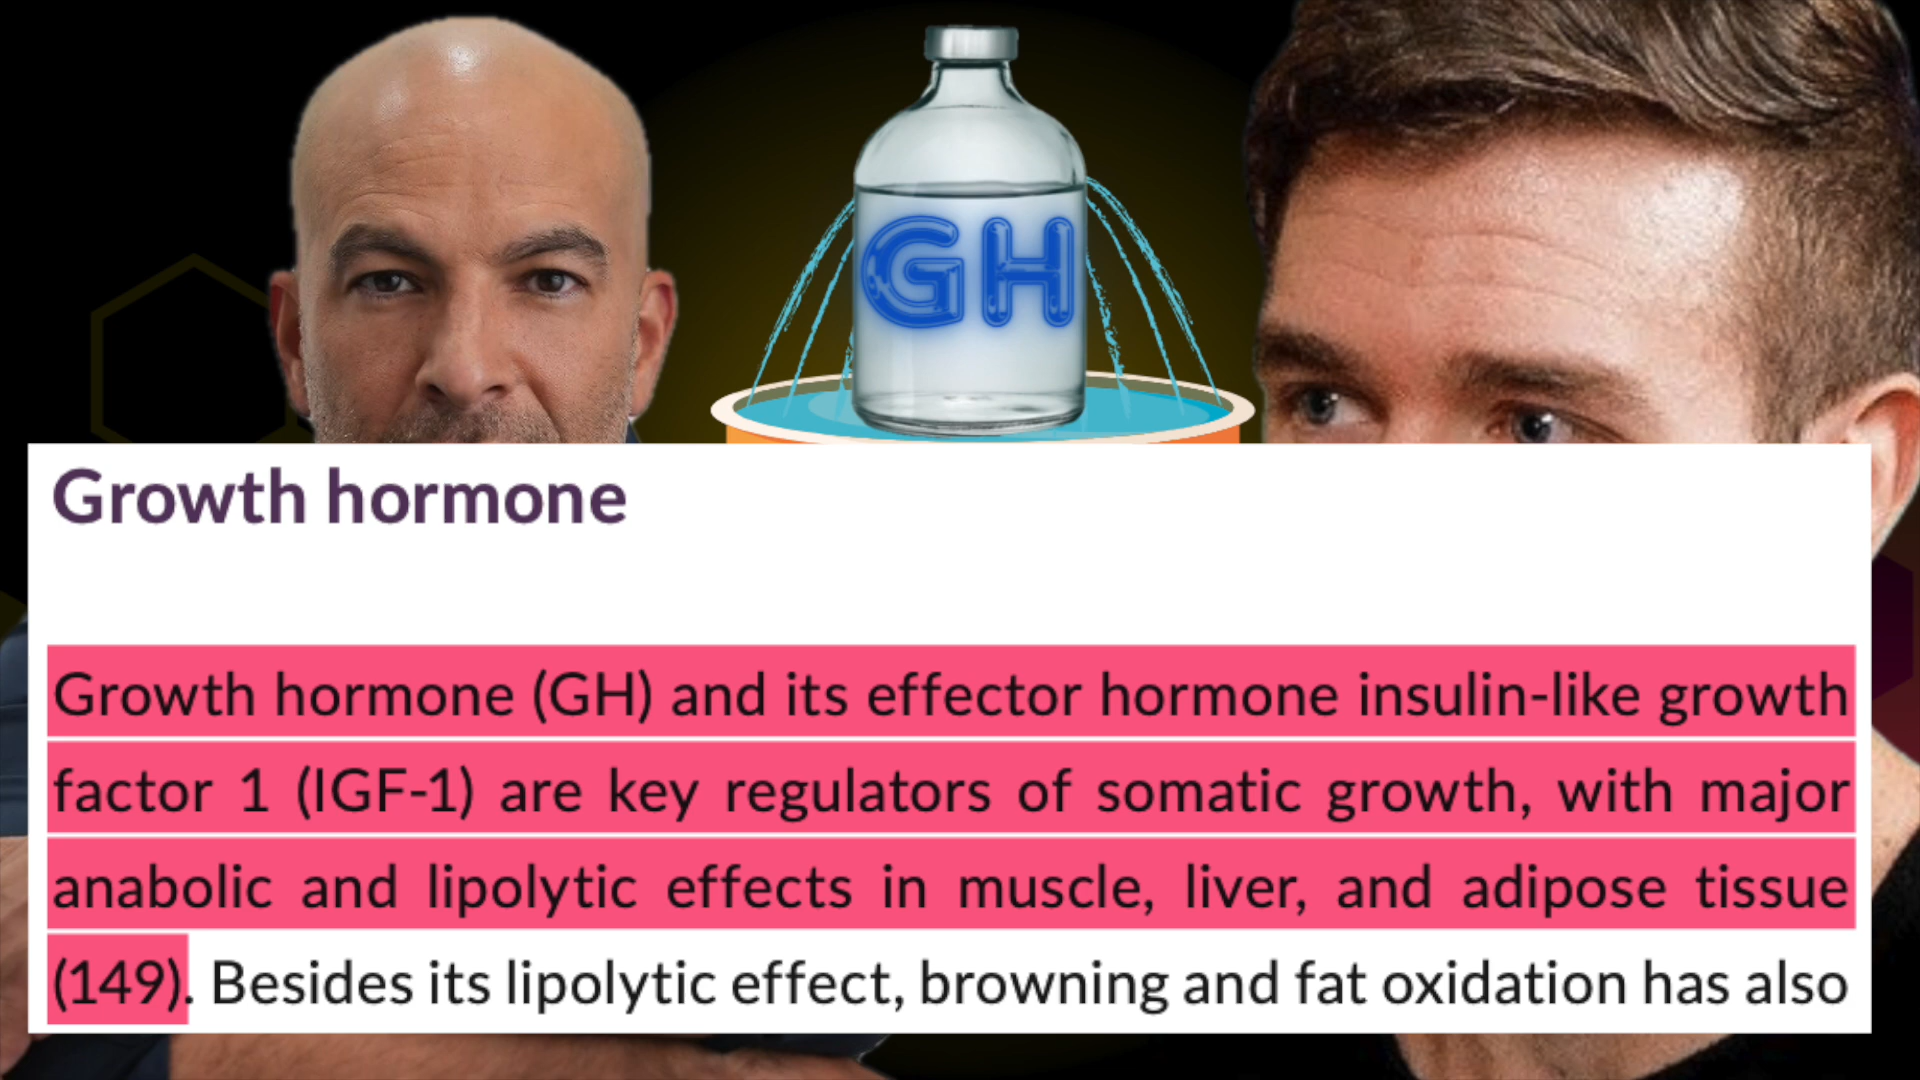 GH
Growth hormone
Growth hormone (GH) and its effector hormone insulin-like growth
factor 1 (IGF-1) are key regulators of somatic growth, with major
anabolic and lipolytic effects in muscle, liver, and adipose tissue
(149). Besides its lipolytic effect, browning and fat oxidation has also